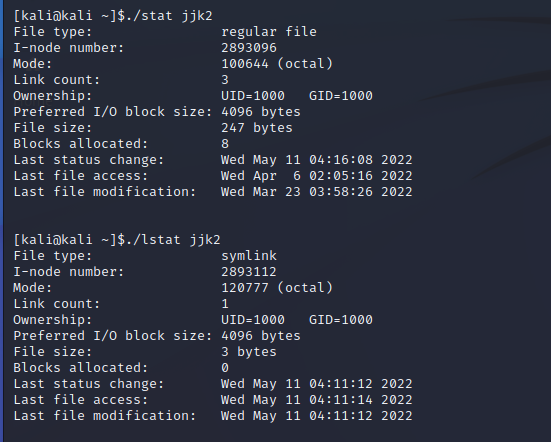 [kali@kali ~]$./stat jjk2
File type:                regular file
I-node number:            2893096
Mode:                     100644 (octal)
Link count:               3
Ownership:                UID=1000   GID=1000
Preferred I/O block size: 4096 bytes
File size:                247 bytes
Blocks allocated:         8
Last status change:       Wed May 11 04:16:08 2022
Last file access:         Wed Apr  6 02:05:16 2022
Last file modification:   Wed Mar 23 03:58:26 2022
[kali@kali ~]$./lstat jjk2
File type:                symlink
I-node number:            2893112
Mode:                     120777 (octal)
Link count:               1
Ownership:                UID=1000   GID=1000
Preferred I/O block size: 4096 bytes
File size:                3 bytes
Blocks allocated:         0
Last status change:       Wed May 11 04:11:12 2022
Last file access:         Wed May 11 04:11:14 2022
Last file modification:   Wed May 11 04:11:12 2022